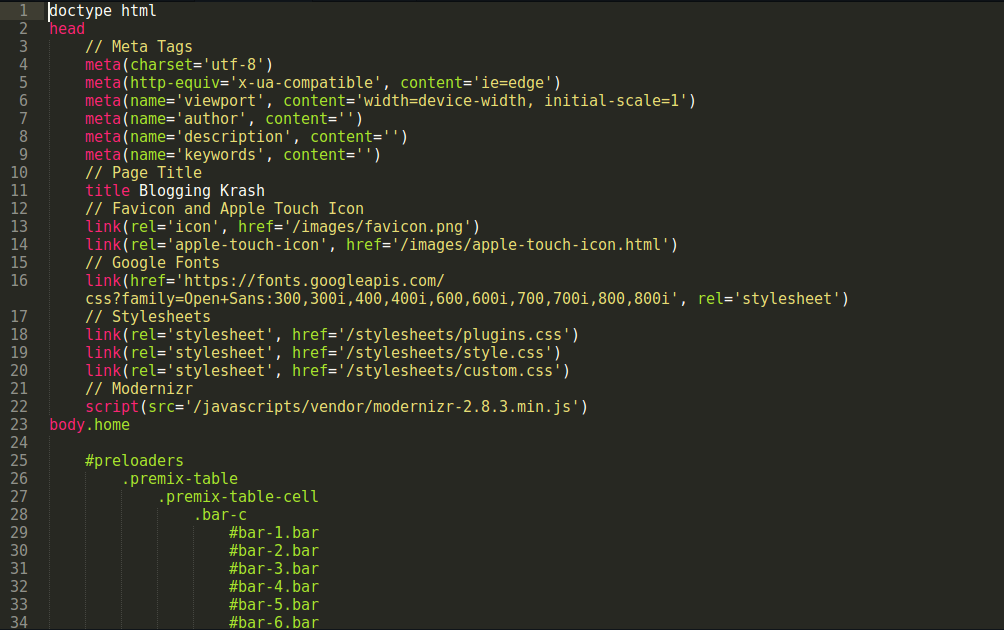 1 doctype html
2 head
3     // Meta Tags
4     meta(charset='utf-8')
5     meta(http-equiv='x-ua-compatible', content='ie=edge')
6     meta(name='viewport', content='width=device-width, initial-scale=1')
7     meta(name='author', content='')
8     meta(name='description', content='')
9     meta(name='keywords', content='')
10     // Page Title
11     title Blogging Krash
12     // Favicon and Apple Touch Icon
13     link(rel='icon', href='/images/favicon.png')
14     link(rel='apple-touch-icon', href='/images/apple-touch-icon.html')
15     // Google Fonts
16     link(href='https://fonts.googleapis.com/
    css?family=Open+Sans:300,300i,400,400i,600,600i,700,700i,800,800i', rel='stylesheet')
17     // Stylesheets
18     link(rel='stylesheet', href='/stylesheets/plugins.css')
19     link(rel='stylesheet', href='/stylesheets/style.css')
20     link(rel='stylesheet', href='/stylesheets/custom.css')
21     // Modernizr
22     script(src='/javascripts/vendor/modernizr-2.8.3.min.js')
23 body.home
24
25     #preloaders
26         .premix-table
27             .premix-table-cell
28                 .bar-c
29                     #bar-1.bar
30                     #bar-2.bar
31                     #bar-3.bar
32                     #bar-4.bar
33                     #bar-5.bar
34                     #bar-6.bar